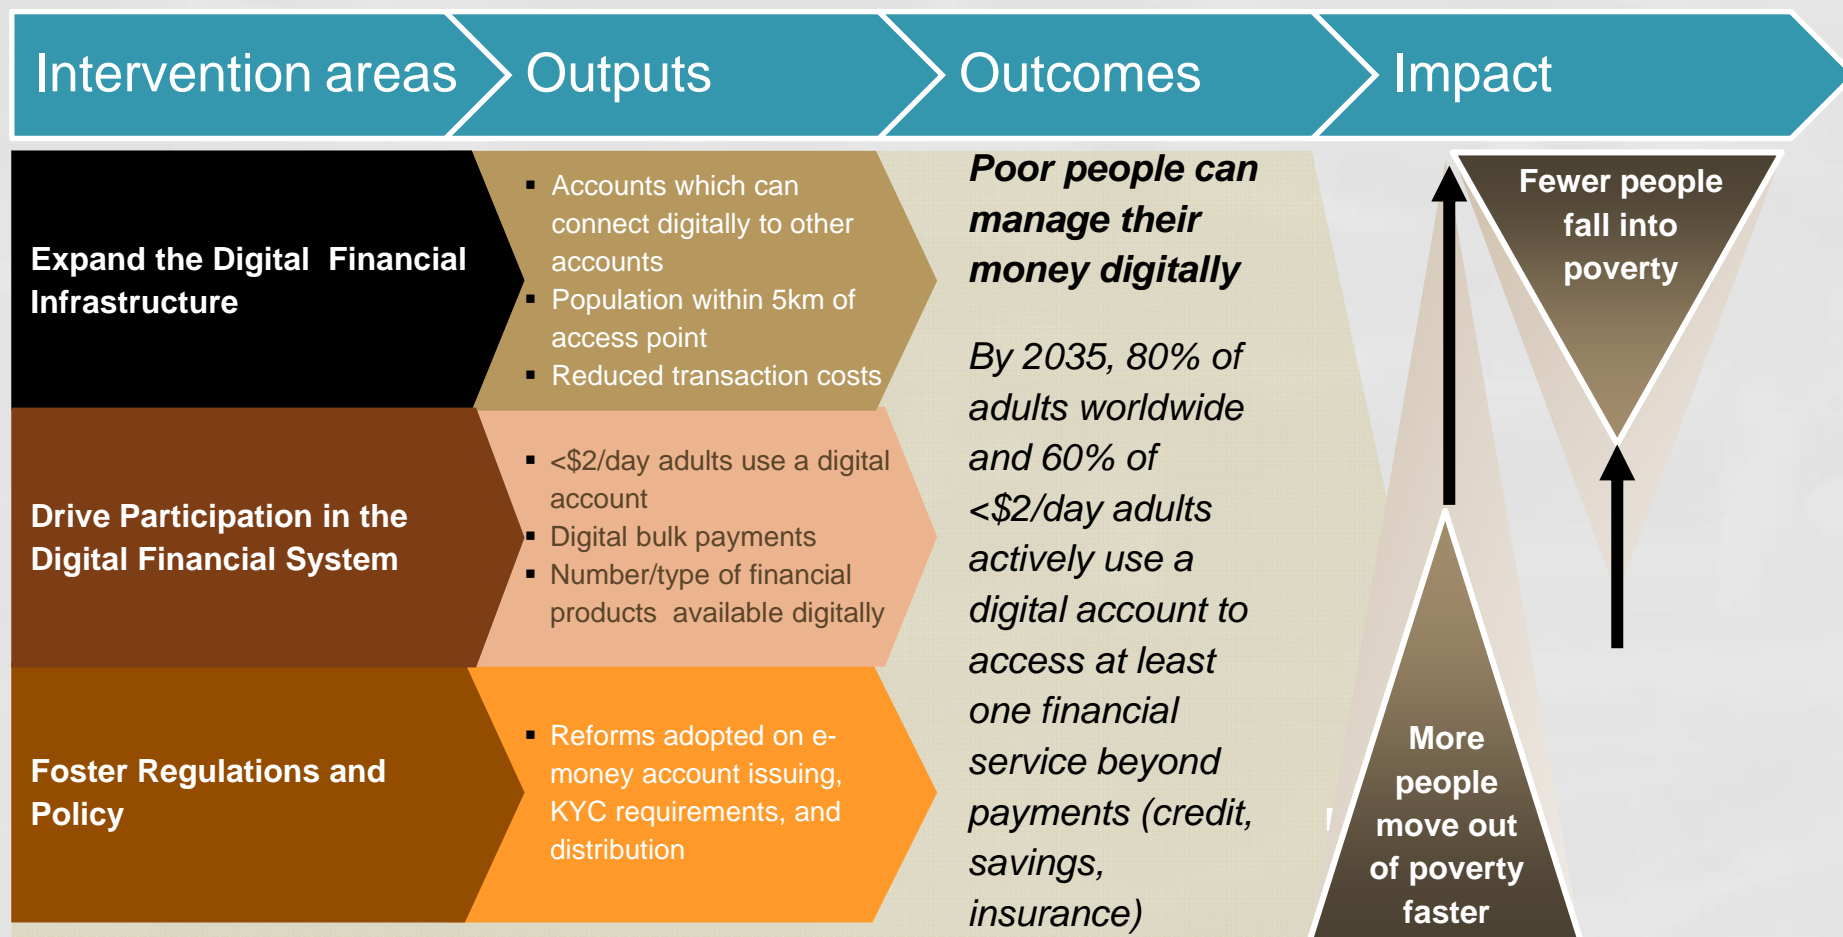 Intervention areas
Outputs
Outcomes
Impact
Expand the Digital  Financial
Infrastructure
▪ Accounts which can
connect digitally to other
accounts
▪ Population within 5km of
access point
▪ Reduced transaction costs
Drive Participation in the
Digital Financial System
▪ <$2/day adults use a digital
account
▪ Digital bulk payments
▪ Number/type of financial
products  available digitally
Foster Regulations and
Policy
▪ Reforms adopted on e-
money account issuing,
KYC requirements, and
distribution
Poor people can
manage their
money digitally
By 2035, 80% of
adults worldwide
and 60% of
<$2/day adults
actively use a
digital account to
access at least
one financial
service beyond
payments (credit,
savings,
insurance)
Fewer people
fall into
poverty
More
people
move out
of poverty
faster